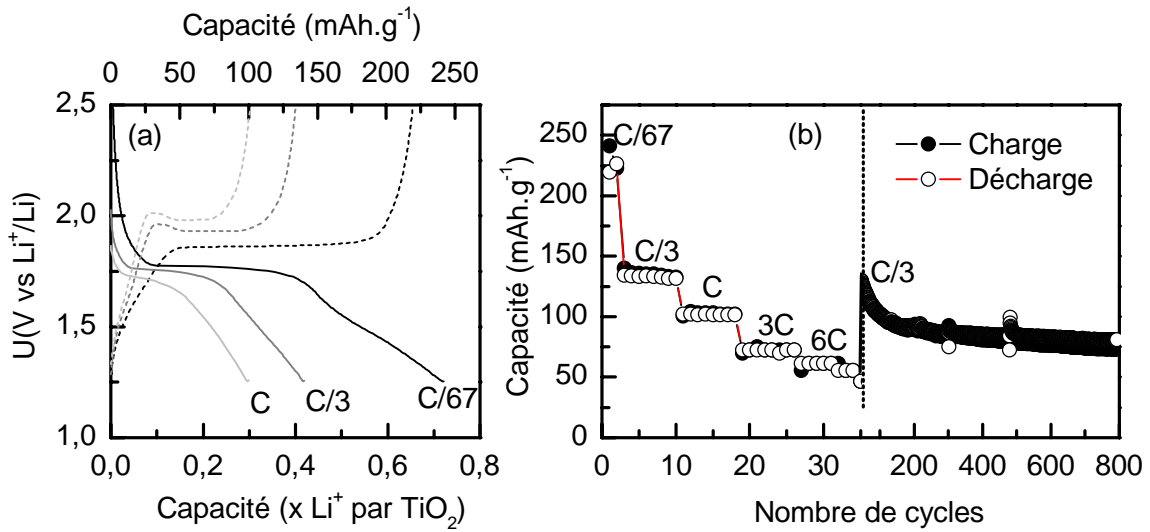 Capacité (mAh.g-1)
0 50 100 150 200 250
(a)
U(V vs Li+/Li)
2,5
2,0
1,5
1,0
C
C/3
C/67
0,0 0,2 0,4 0,6 0,8
Capacité (x Li+ par TiO2)
(b)
Capacité (mAh.g-1)
250
200
150
100
50
0
C/67
C/3
C
3C
6C
C/3
Charge
Décharge
0 10 20 30 200 400 600 800
Nombre de cycles